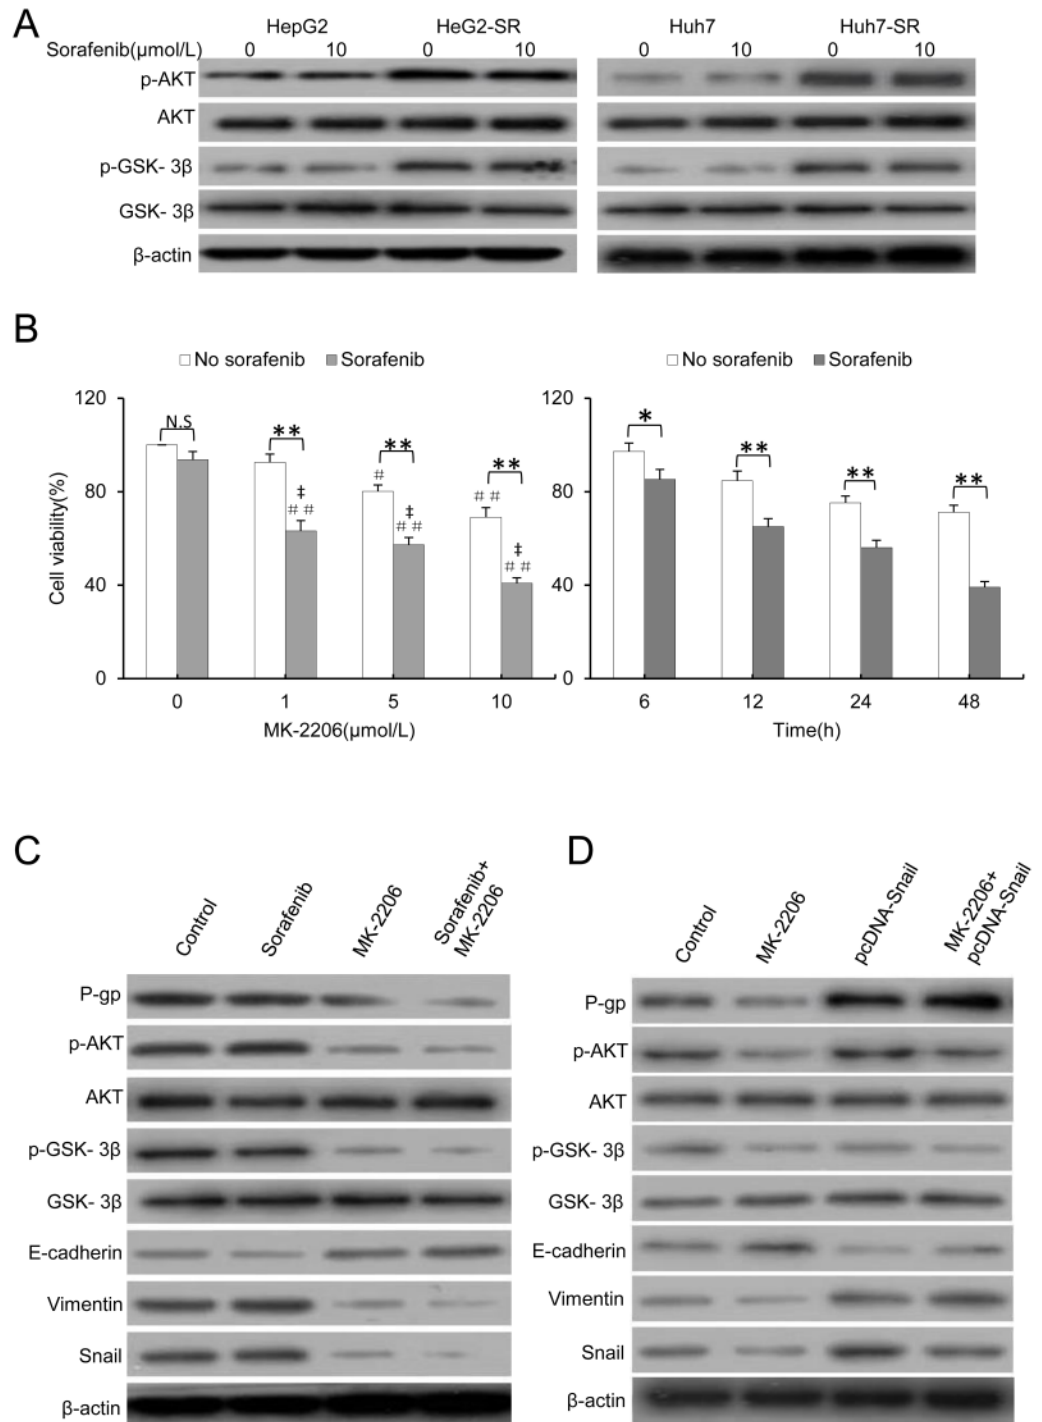 A
HepG2 HeG2-SR Huh7 Huh7-SR
Sorafenib(μmol/L) 0 10 0 10 0 10 0 10
p-AKT
AKT
p-GSK- 3β
GSK- 3β
β-actin
B
No sorafenib Sorafenib No sorafenib Sorafenib
120 120
N.S ** ** ** * ** ** **
# # #
‡ ‡ ‡
# # # # # #
80 80
Cell viability(%)
40 40
0 0
0 1 5 10 6 12 24 48
MK-2206(μmol/L) Time(h)
C
Control Sorafenib MK-2206 Sorafenib+ MK-2206
P-gp
p-AKT
AKT
p-GSK- 3β
GSK- 3β
E-cadherin
Vimentin
Snail
β-actin
D
Control MK-2206 pcDNA-Snail MK-2206+ pcDNA-Snail
P-gp
p-AKT
AKT
p-GSK- 3β
GSK- 3β
E-cadherin
Vimentin
Snail
β-actin